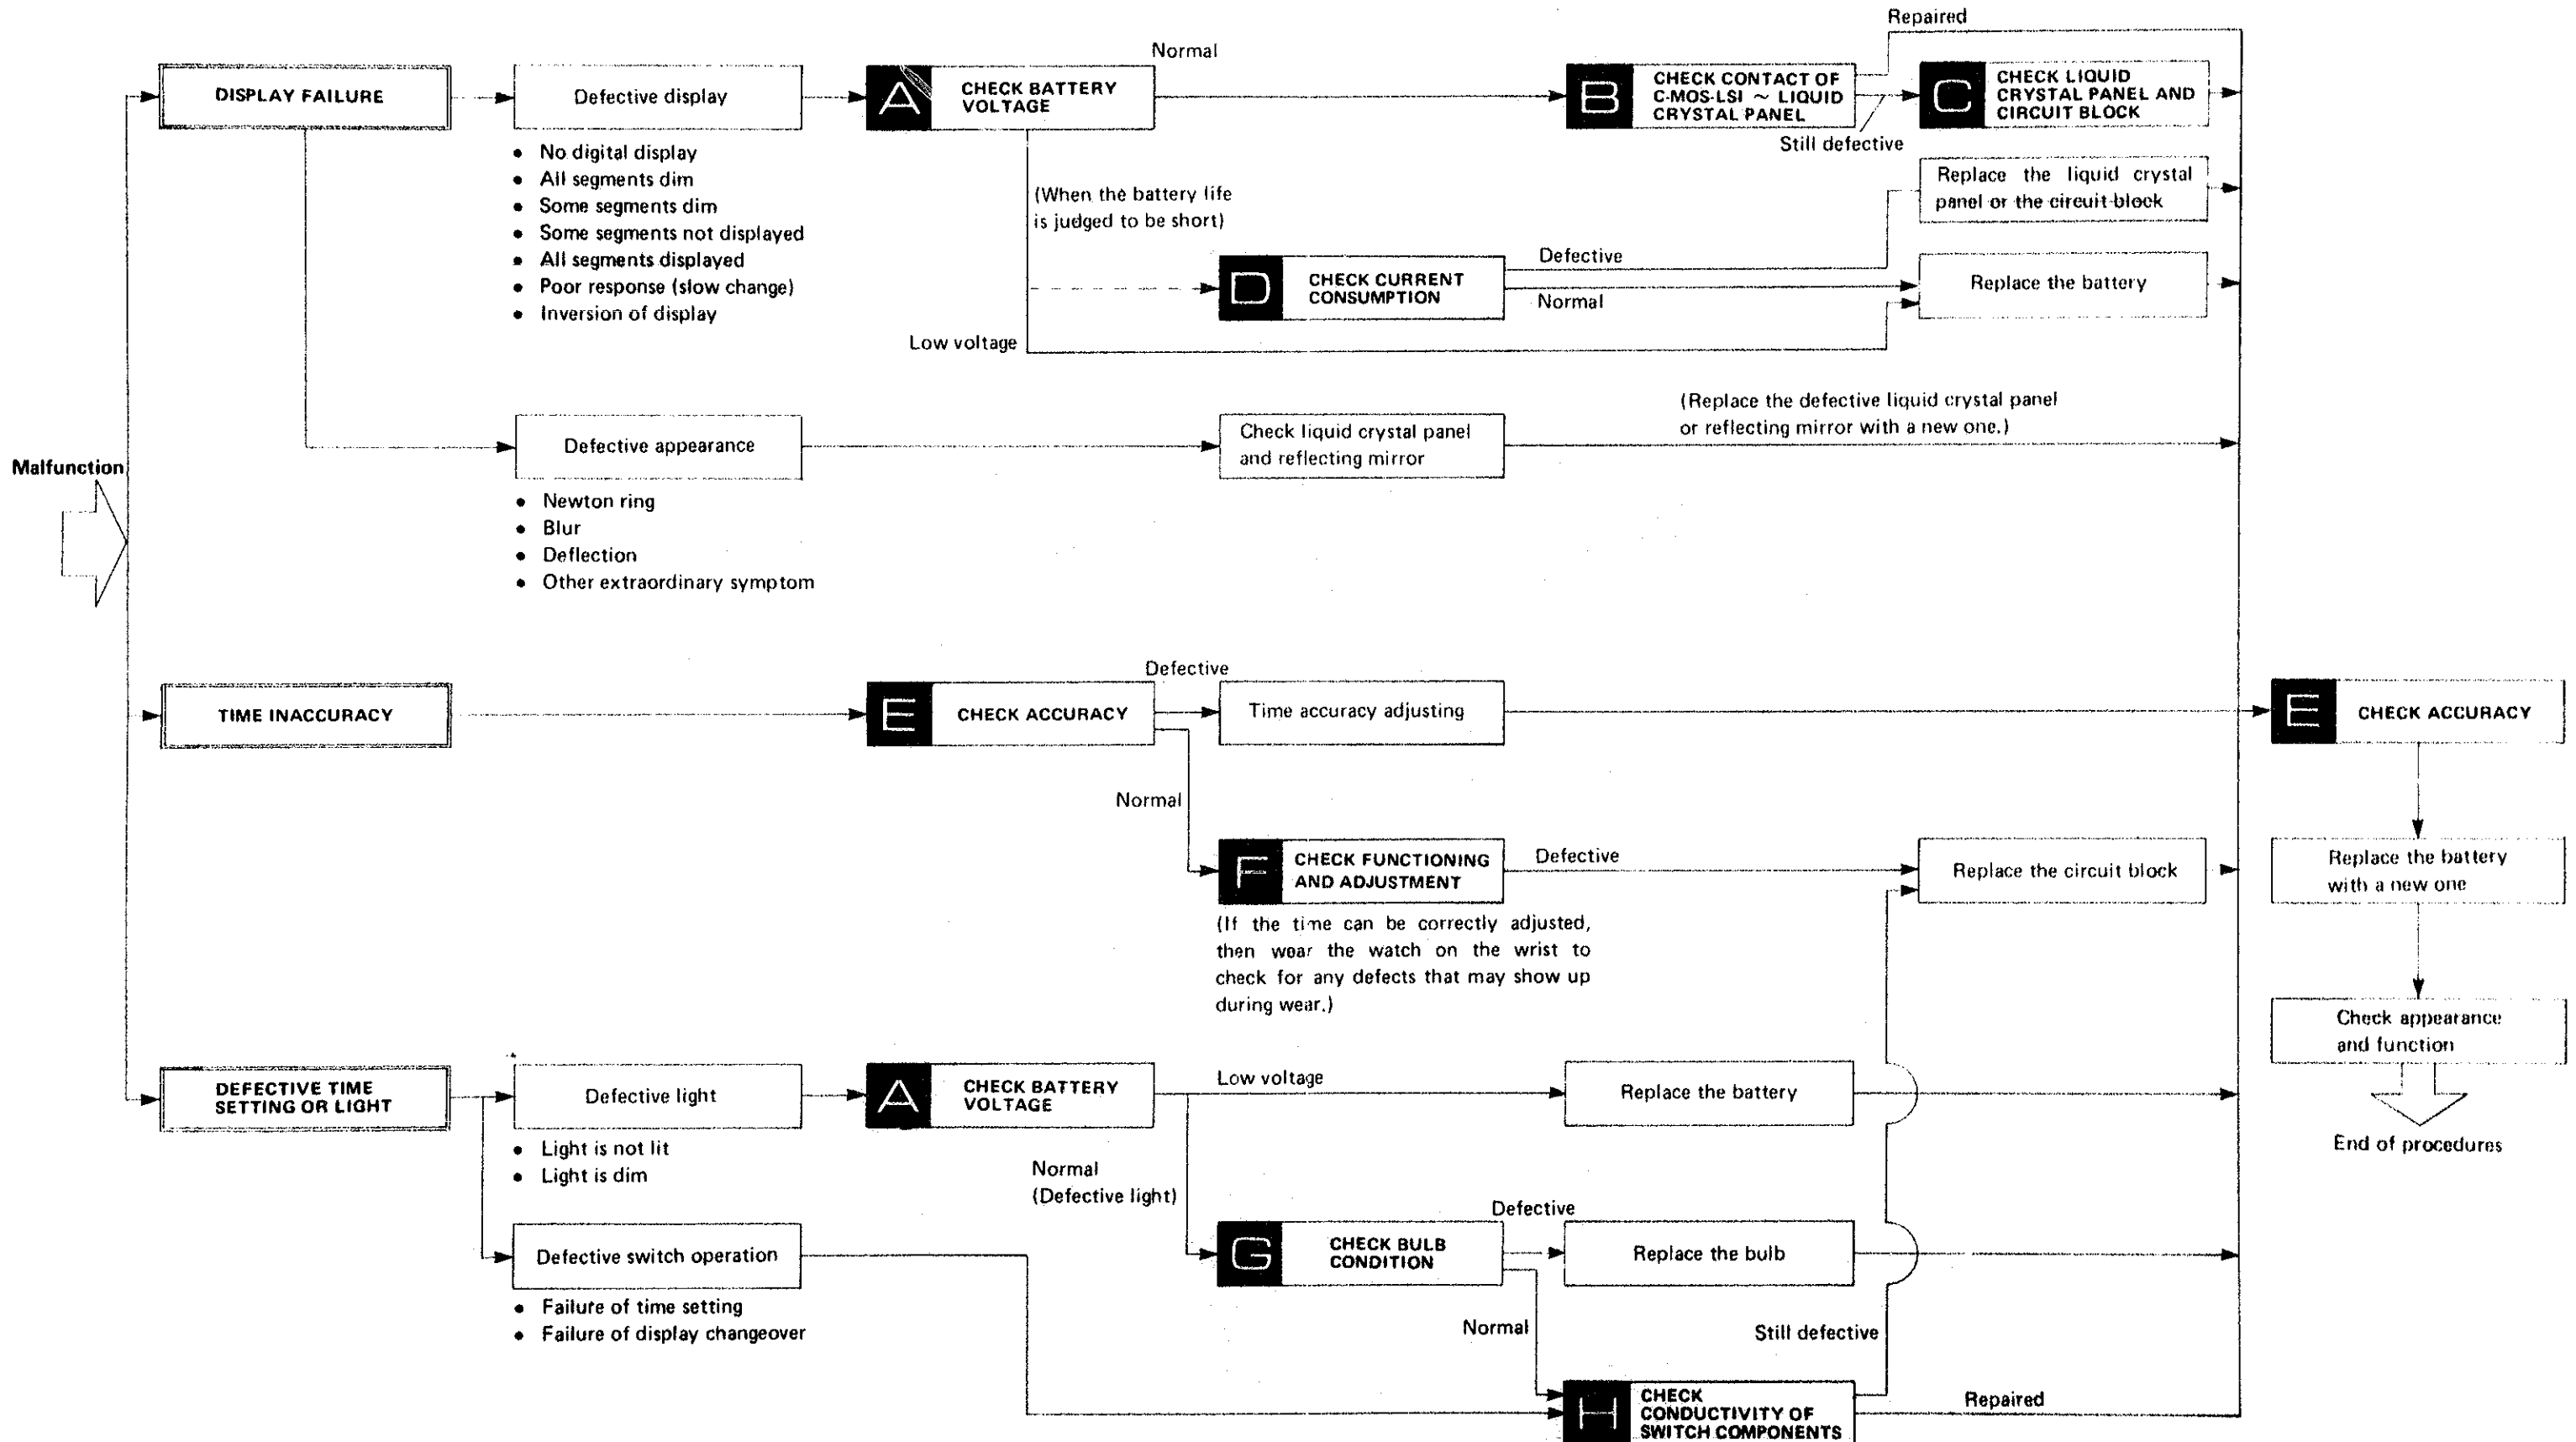 Repaired
Normal
DISPLAY FAILURE
Defective display
A
CHECK BATTERY
VOLTAGE
B
CHECK CONTACT OF
C-MOS-LSI ~ LIQUID
CRYSTAL PANEL
C
CHECK LIQUID
CRYSTAL PANEL AND
CIRCUIT BLOCK
Still defective
• No digital display
• All segments dim
• Some segments dim
• Some segments not displayed
• All segments displayed
• Poor response (slow change)
• Inversion of display
(When the battery life
is judged to be short)
Replace the liquid crystal
panel or the circuit block
D
CHECK CURRENT
CONSUMPTION
Defective
Normal
Replace the battery
Low voltage
Malfunction
Defective appearance
Check liquid crystal panel
and reflecting mirror
(Replace the defective liquid crystal panel
or reflecting mirror with a new one.)
• Newton ring
• Blur
• Deflection
• Other extraordinary symptom
TIME INACCURACY
E
CHECK ACCURACY
Defective
Time accuracy adjusting
E
CHECK ACCURACY
Normal
F
CHECK FUNCTIONING
AND ADJUSTMENT
Defective
Replace the circuit block
Replace the battery
with a new one
(If the time can be correctly adjusted,
then wear the watch on the wrist to
check for any defects that may show up
during wear.)
Check appearance
and function
End of procedures
DEFECTIVE TIME
SETTING OR LIGHT
Defective light
A
CHECK BATTERY
VOLTAGE
Low voltage
Replace the battery
• Light is not lit
• Light is dim
Normal
(Defective light)
Defective switch operation
G
CHECK BULB
CONDITION
Defective
Replace the bulb
• Failure of time setting
• Failure of display changeover
Normal
Still defective
H
CHECK
CONDUCTIVITY OF
SWITCH COMPONENTS
Repaired